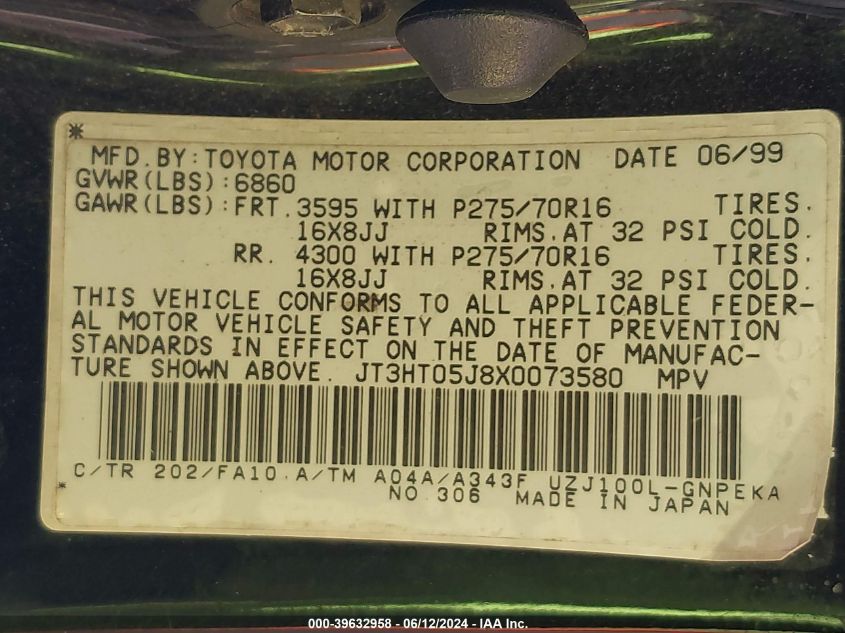 *
MFD.BY:TOYOTA MOTOR CORPORATION DATE 06/99
GVWR(LBS):6860
GAWR(LBS):FRT.3595 WITH P275/70R16 TIRES.
16X8JJ RIMS.AT 32 PSI COLD.
RR. 4300 WITH P275/70R16 TIRES.
16X8JJ RIMS.AT 32 PSI COLD.
THIS VEHICLE CONFORMS TO ALL APPLICABLE FEDER-
AL MOTOR VEHICLE SAFETY AND THEFT PREVENTION
STANDARDS IN EFFECT ON THE DATE OF MANUFAC-
TURE SHOWN ABOVE. JT3HT05J8X0073580 MPV
C/TR 202/FA10 A/TM A04A/A343F UZJ100L-GNPEKA
* NO.306 MADE IN JAPAN
000-39632958 - 06/12/2024 - IAA Inc.